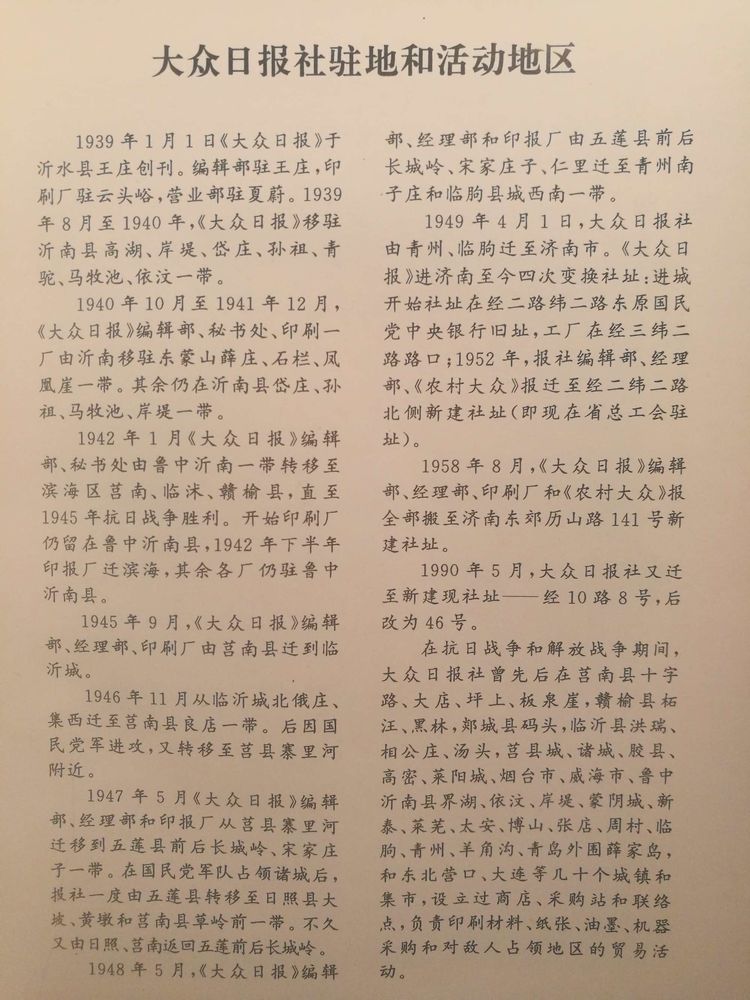 大众日报社驻地和活动地区
1939年1月1日《大众日报》于
沂水县王庄创刊。编辑部驻王庄,印
刷厂驻云头峪,营业部驻夏蔚。1939
年8月至1940年,《大众日报》移驻
沂南县高湖、岸堤、岱庄、孙祖、青
驼、马牧池、依汶一带。
1940年10月至1941年12月,
《大众日报》编辑部、秘书处、印刷一
厂由沂南移驻东蒙山薛庄、石栏、凤
凰崖一带。其余仍在沂南县岱庄、孙
祖、马牧池、岸堤一带。
1942年1月《大众日报》编辑
部、秘书处由鲁中沂南一带转移至
滨海区莒南、临沭、赣榆县,直至
1945年抗日战争胜利。开始印刷厂
仍留在鲁中沂南县,1942年下半年
印报厂迁滨海,其余各厂仍驻鲁中
沂南县。
1945年9月,《大众日报》编辑
部、经理部、印刷厂由莒南县迁到临
沂城。
1946年11月从临沂城北俄庄、
集西迁至莒南县良店一带。后因国
民党军进攻,又转移至莒县寨里河
附近。
1947年5月《大众日报》编辑
部、经理部和印报厂从莒县寨里河
迁移到五莲县前后长城岭、宋家庄
子一带。在国民党军队占领诸城后,
报社一度由五莲县转移至日照县大
坡、黄墩和莒南县草岭前一带。不久
又由日照、莒南返回五莲前后长城岭。
1948年5月,《大众日报》编辑
部、经理部和印报厂由五莲县前后
长城岭、宋家庄子、仁里迁至青州南
子庄和临朐县城西南一带。
1949年4月1日,大众日报社
由青州、临朐迁至济南市。《大众日
报》进济南至今四次变换社址:进城
开始社址在经二路纬二路东原国民
党中央银行旧址,工厂在经三纬二
路路口;1952年,报社编辑部、经理
部、《农村大众》报迁至经二纬二路
北侧新建社址(即现在省总工会驻
址)。
1958年8月,《大众日报》编辑
部、经理部、印刷厂和《农村大众》报
全部搬至济南东郊历山路141号新
建社址。
1990年5月,大众日报社又迁
至新建现社址——经10路8号,后
改为46号。
在抗日战争和解放战争期间,
大众日报社曾先后在莒南县十字
路、大店、坪上、板泉崖,赣榆县柘
汪、黑林,郯城县码头,临沂县洪瑞、
相公庄、汤头,莒县城、诸城、胶县、
高密、莱阳城、烟台市、威海市、鲁中
沂南县界湖、依汶、岸堤、蒙阴城、新
泰、莱芜、太安、博山、张店、周村、临
朐、青州、羊角沟、青岛外围薛家岛,
和东北营口、大连等几十个城镇和
集市,设立过商店、采购站和联络
点,负责印刷材料、纸张、油墨、机器
采购和对敌人占领地区的贸易活
动。